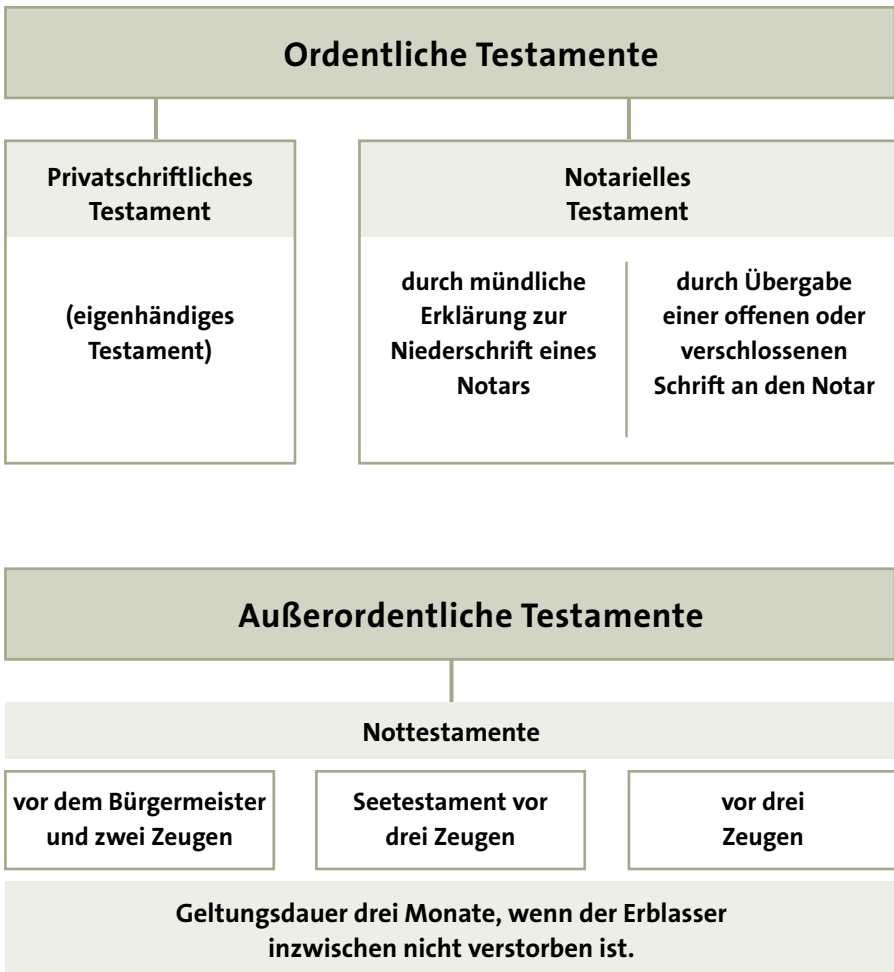 Ordentliche Testamente
Privatschriftliches
Testament
(eigenhändiges
Testament)
Notarielles
Testament
durch mündliche
Erklärung zur
Niederschrift eines
Notars
durch Übergabe
einer offenen oder
verschlossenen
Schrift an den Notar
Außerordentliche Testamente
Nottestamente
vor dem Bürgermeister
und zwei Zeugen
Seetestament vor
drei Zeugen
vor drei
Zeugen
Geltungsdauer drei Monate, wenn der Erblasser
inzwischen nicht verstorben ist.